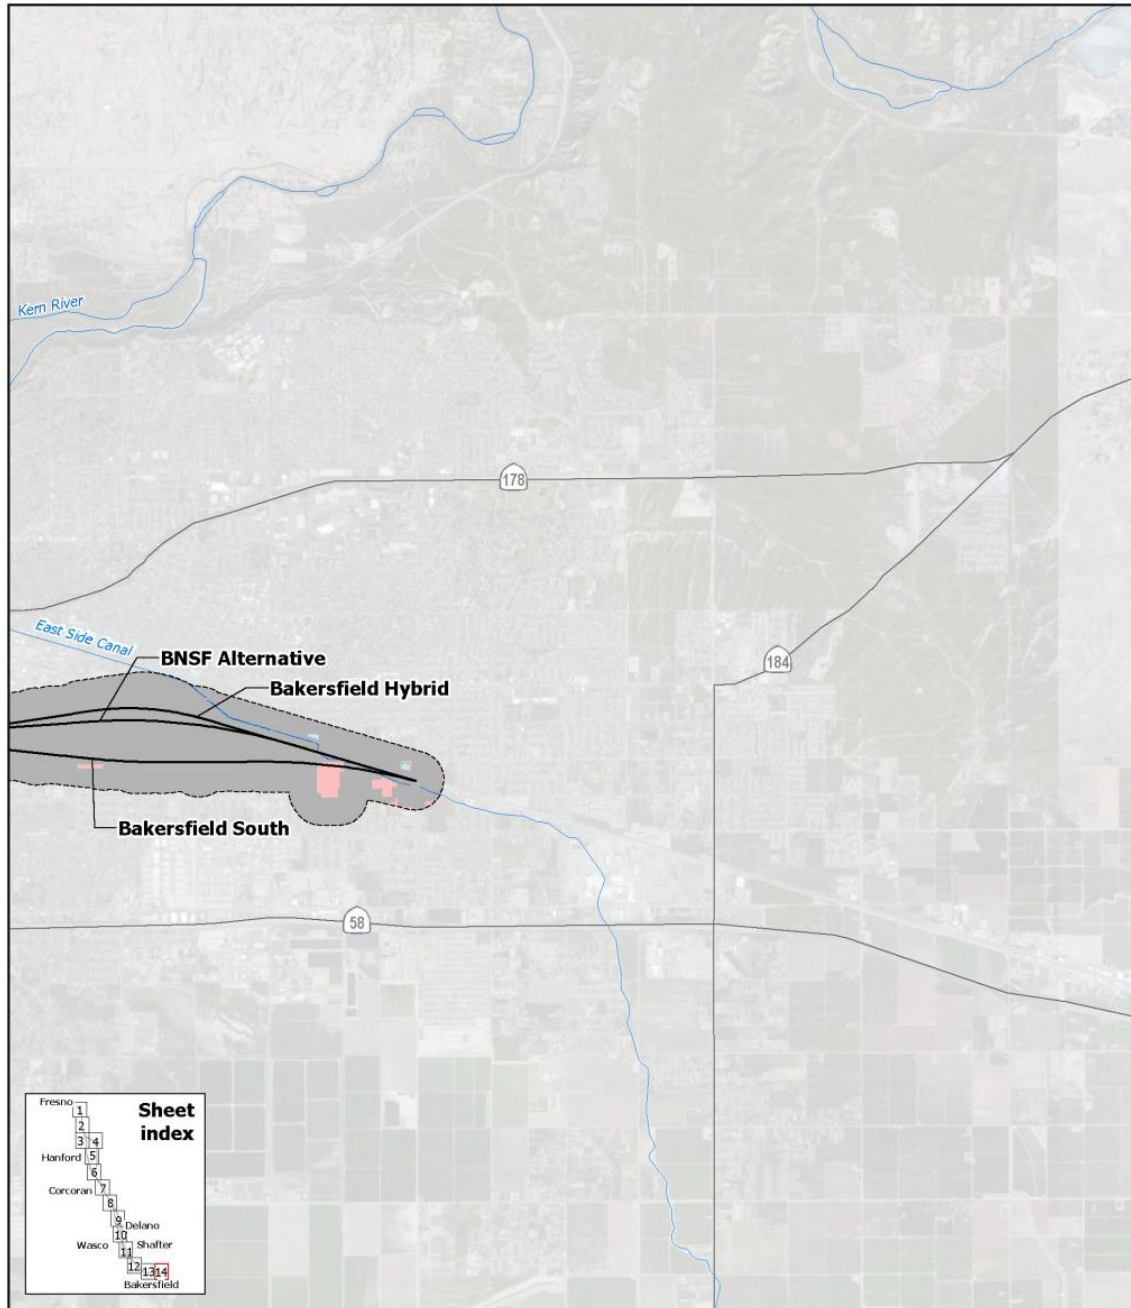 Kern River
178
184
East Side Canal
BNSF Alternative
Bakersfield Hybrid
Bakersfield South
58
Sheet
index
Fresno
1
2
3 4
Hanford 5
6
Corcoran 7
8
9
Delano
10
Wasco 11 Shafter
12
13 14
Bakersfield